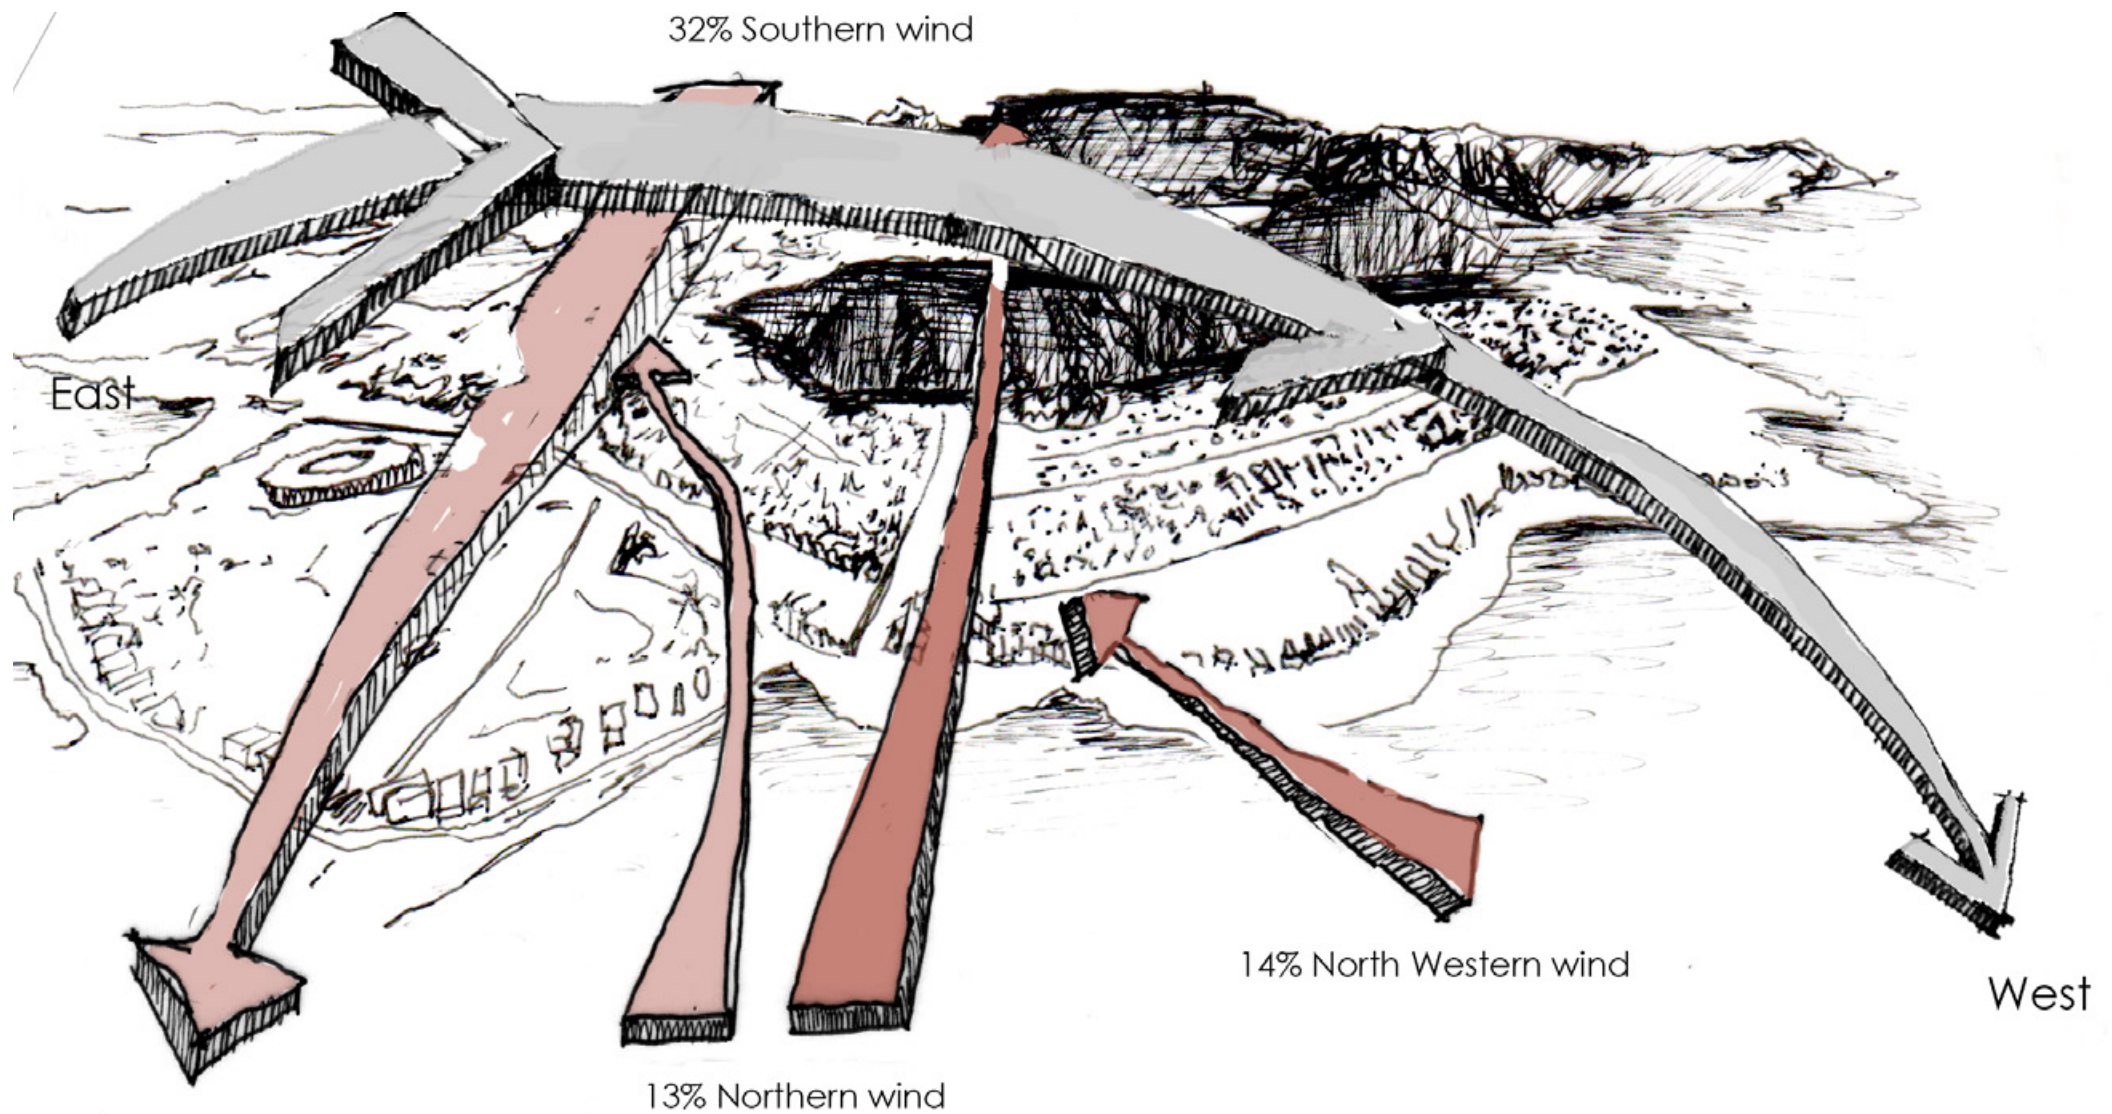 32% Southern wind
East
14% North Western wind
West
13% Northern wind